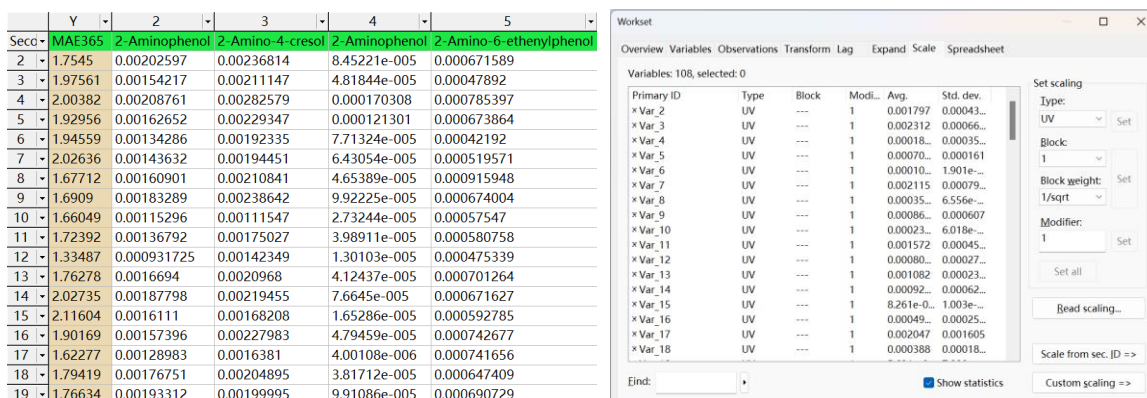 Y 2 3 4 5
Seco MAE365 2-Aminophenol 2-Amino-4-cresol 2-Aminophenol 2-Amino-6-ethenylphenol
2 1.7545 0.00202597 0.00236814 8.45221e-005 0.000671589
3 1.97561 0.00154217 0.00211147 4.81844e-005 0.00047892
4 2.00382 0.00208761 0.00282579 0.000170308 0.000785397
5 1.92956 0.00162652 0.00229347 0.000121301 0.000673864
6 1.94559 0.00134286 0.00192335 7.71324e-005 0.00042192
7 2.02636 0.00143632 0.00194451 6.43054e-005 0.000519571
8 1.67712 0.00160901 0.00210841 4.65389e-005 0.000915948
9 1.6909 0.00183289 0.00238642 9.92225e-005 0.000674004
10 1.66049 0.00115296 0.00111547 2.73244e-005 0.00057547
11 1.72392 0.00136792 0.00175027 3.98911e-005 0.000580758
12 1.33487 0.000931725 0.00142349 1.30103e-005 0.000475339
13 1.76278 0.0016694 0.0020968 4.12437e-005 0.000701264
14 2.02735 0.00187798 0.00219455 7.6645e-005 0.000671627
15 2.11604 0.0016111 0.00168208 1.65286e-005 0.000592785
16 1.90169 0.00157396 0.00227983 4.79459e-005 0.000742677
17 1.62277 0.00128983 0.0016381 4.00108e-006 0.000741656
18 1.79419 0.00176751 0.00204895 3.81712e-005 0.000647409
19 1.76634 0.00193312 0.00199995 9.91086e-005 0.000690729
Workset
Overview Variables Observations Transform Lag Expand Scale Spreadsheet
Variables: 108, selected: 0
Primary ID Type Block Modi... Avg. Std. dev.
× Var_2 UV --- 1 0.001797 0.00043...
× Var_3 UV --- 1 0.002312 0.00066...
× Var_4 UV --- 1 0.00018... 0.00035...
× Var_5 UV --- 1 0.00070... 0.000161
× Var_6 UV --- 1 0.00010... 1.901e-...
× Var_7 UV --- 1 0.002115 0.00079...
× Var_8 UV --- 1 0.00035... 6.556e-...
× Var_9 UV --- 1 0.00086... 0.000607
× Var_10 UV --- 1 0.00023... 6.018e-...
× Var_11 UV --- 1 0.001572 0.00045...
× Var_12 UV --- 1 0.00080... 0.00027...
× Var_13 UV --- 1 0.001082 0.00023...
× Var_14 UV --- 1 0.00092... 0.00062...
× Var_15 UV --- 1 8.261e-0... 1.003e-...
× Var_16 UV --- 1 0.00049... 0.00025...
× Var_17 UV --- 1 0.002047 0.001605
× Var_18 UV --- 1 0.000388 0.00018...
Find:
Show statistics
Set scaling
Type:
UV Set
Block:
1
Block weight: Set
1/sqrt
Modifier:
1 Set
Set all
Read scaling...
Scale from sec. ID =>
Custom scaling =>